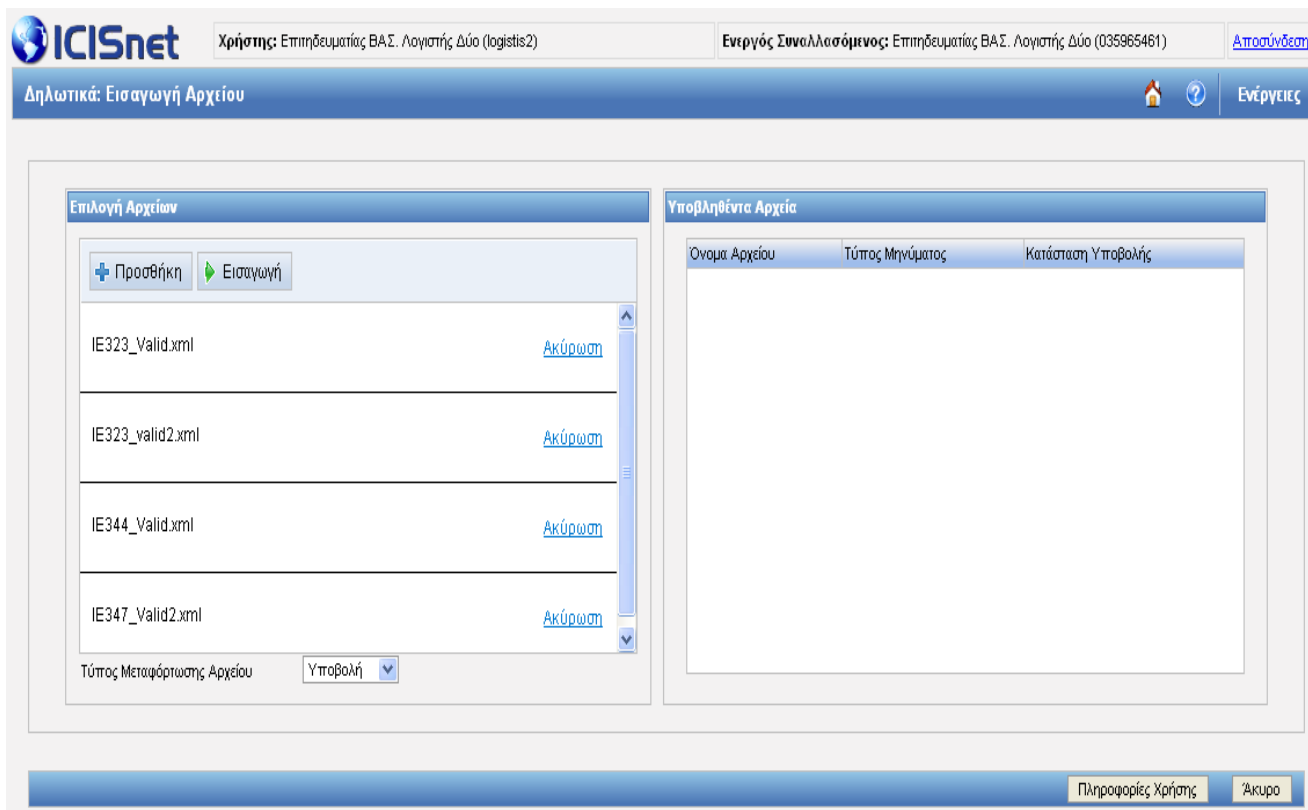 ICISnet
Χρήστης: Επιτηδευματίας ΒΑΣ. Λογιστής Δύο (logistis2)
Ενεργός Συναλλασόμενος: Επιτηδευματίας ΒΑΣ. Λογιστής Δύο (035965461)
Αποσύνδεση
Δηλωτικά: Εισαγωγή Αρχείου
Ενέργειες
Επιλογή Αρχείων
Προσθήκη
Εισαγωγή
IE323_Valid.xml
Ακύρωση
IE323_valid2.xml
Ακύρωση
IE344_Valid.xml
Ακύρωση
IE347_Valid2.xml
Ακύρωση
Τύπος Μεταφόρτωσης Αρχείου
Υποβολή
Υποβληθέντα Αρχεία
Όνομα Αρχείου
Τύπος Μηνύματος
Κατάσταση Υποβολής
Πληροφορίες Χρήσης
Άκυρο